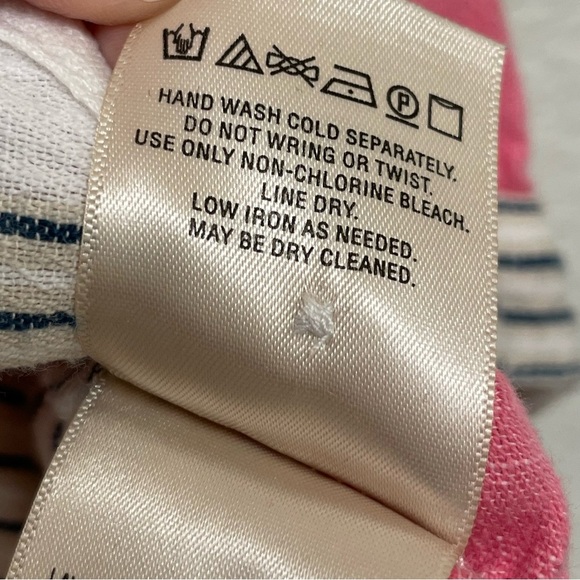 P
HAND WASH COLD SEPARATELY.
DO NOT WRING OR TWIST.
USE ONLY NON-CHLORINE BLEACH.
LINE DRY.
LOW IRON AS NEEDED.
MAY BE DRY CLEANED.